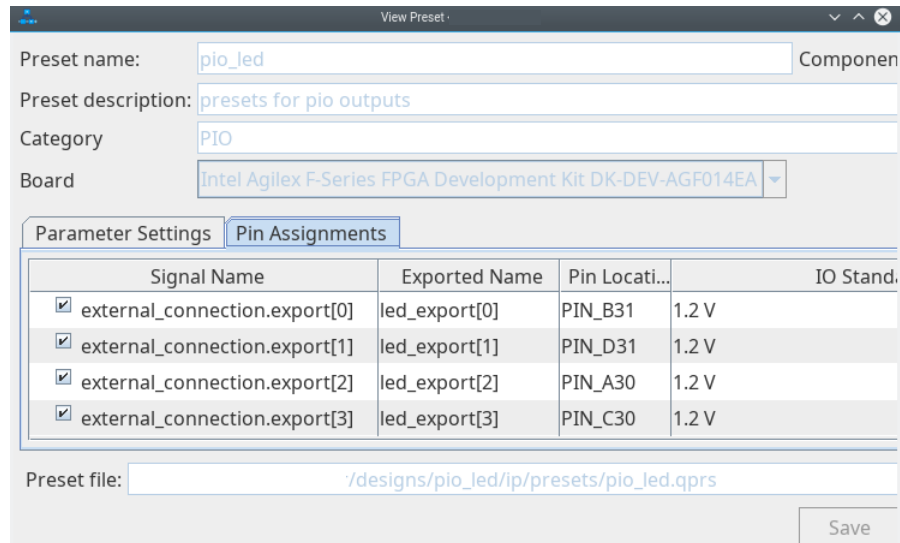 View Preset -
Preset name: pio_led Componen
Preset description: presets for pio outputs
Category PIO
Board Intel Agilex F-Series FPGA Development Kit DK-DEV-AGF014EA
Parameter Settings Pin Assignments
Signal Name Exported Name Pin Locati... IO Standa
external_connection.export[0] led_export[0] PIN_B31 1.2 V
external_connection.export[1] led_export[1] PIN_D31 1.2 V
external_connection.export[2] led_export[2] PIN_A30 1.2 V
external_connection.export[3] led_export[3] PIN_C30 1.2 V
Preset file: /designs/pio_led/ip/presets/pio_led.qprs
Save